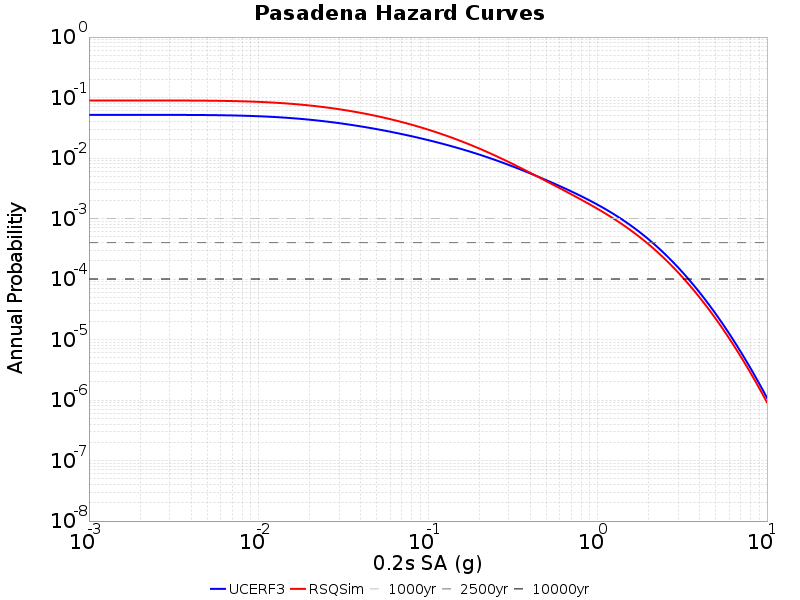 Pasadena Hazard Curves
Annual Probabilitiy
10^0
10^-1
10^-2
10^-3
10^-4
10^-5
10^-6
10^-7
10^-8
10^-3 10^-2 10^-1 10^0 10^1
0.2s SA (g)
UCERF3 RSQSim 1000yr 2500yr 10000yr